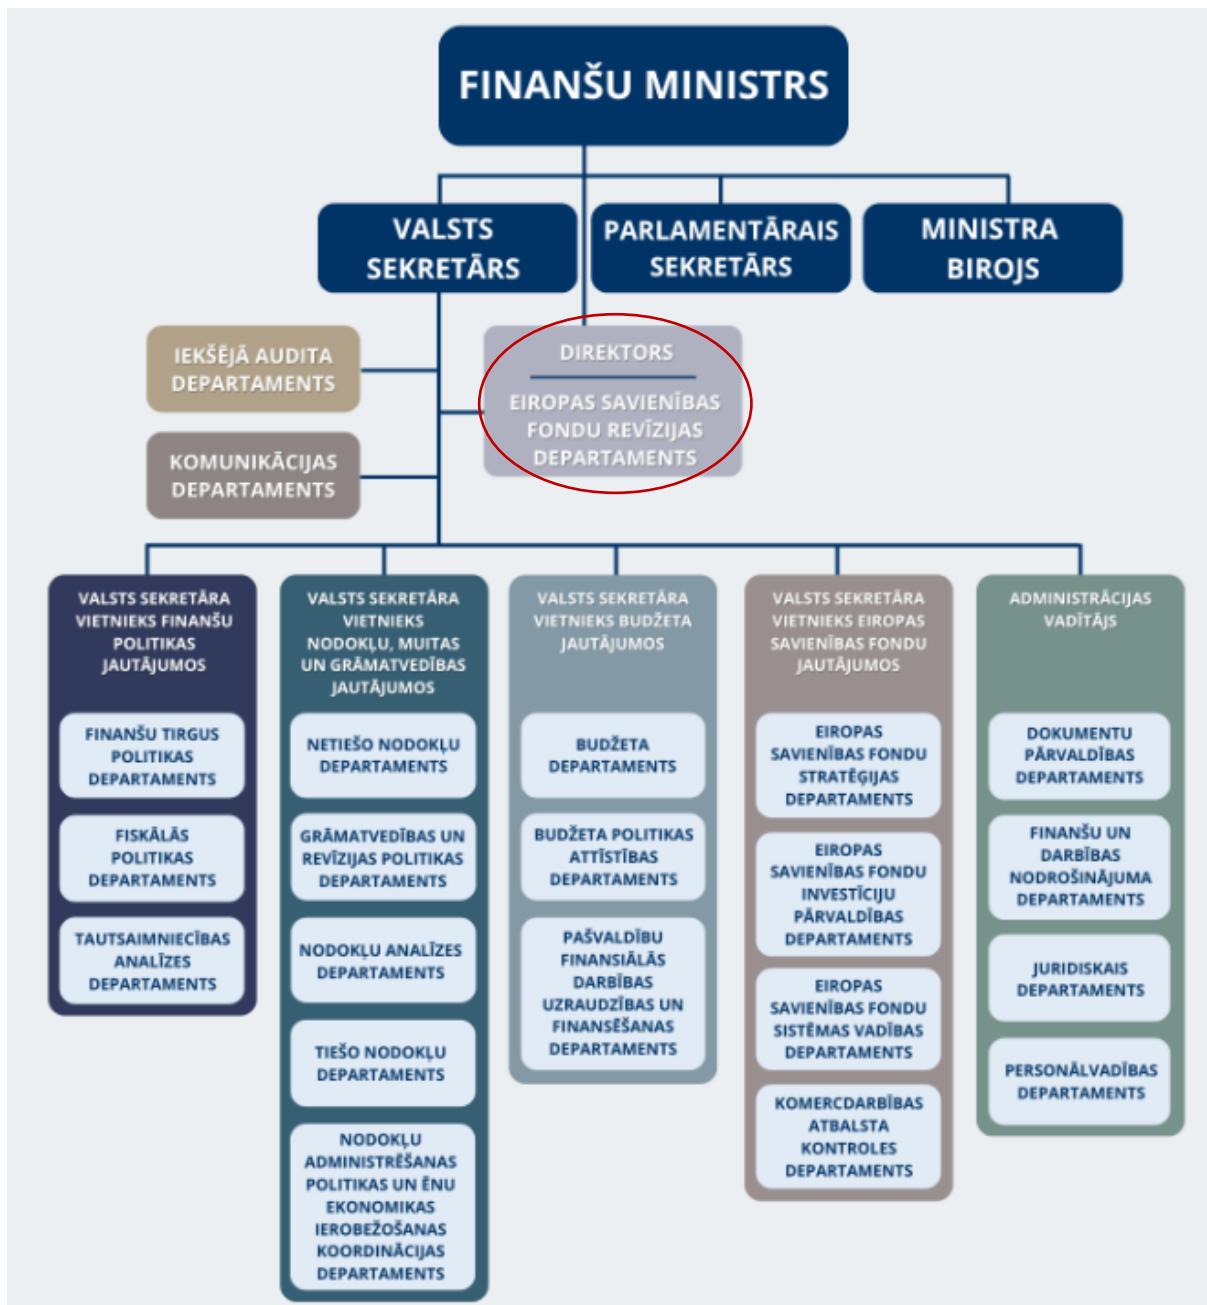 FINANŠU MINISTRS
VALSTS
SEKRETĀRS
PARLAMENTĀRAIS
SEKRETĀRS
MINISTRA
BIROJS
IEKŠĒJĀ AUDITA
DEPARTAMENTS
DIREKTORS
EIROPAS SAVIENĪBAS
FONDU REVĪZIJAS
DEPARTAMENTS
KOMUNIKĀCIJAS
DEPARTAMENTS
VALSTS SEKRETĀRA
VIETNIEKS FINANŠU
POLITIKAS
JAUTĀJUMOS
FINANŠU TIRGUS
POLITIKAS
DEPARTAMENTS
FISKĀLĀS
POLITIKAS
DEPARTAMENTS
TAUTSAIMNIECĪBAS
ANALĪZES
DEPARTAMENTS
VALSTS SEKRETĀRA
VIETNIEKS
NODOKĻU, MUITAS
UN GRĀMATVEDĪBAS
JAUTĀJUMOS
NETIEŠO NODOKĻU
DEPARTAMENTS
GRĀMATVEDĪBAS UN
REVĪZIJAS POLITIKAS
DEPARTAMENTS
NODOKĻU ANALĪZES
DEPARTAMENTS
TIEŠO NODOKĻU
DEPARTAMENTS
NODOKĻU
ADMINISTRĒŠANAS
POLITIKAS UN ĒNU
EKONOMIKAS
IEROBEŽOŠANAS
KOORDINĀCIJAS
DEPARTAMENTS
VALSTS SEKRETĀRA
VIETNIEKS BUDŽETA
JAUTĀJUMOS
BUDŽETA
DEPARTAMENTS
BUDŽETA POLITIKAS
ATTĪSTĪBAS
DEPARTAMENTS
PAŠVALDĪBU
FINANSIĀLĀS
DARBĪBAS
UZRAUDZĪBAS UN
FINANSĒŠANAS
DEPARTAMENTS
VALSTS SEKRETĀRA
VIETNIEKS EIROPAS
SAVIENĪBAS FONDU
JAUTĀJUMOS
EIROPAS
SAVIENĪBAS FONDU
STRATĒĢIJAS
DEPARTAMENTS
EIROPAS
SAVIENĪBAS FONDU
INVESTĪCIJU
PĀRVALDĪBAS
DEPARTAMENTS
EIROPAS
SAVIENĪBAS FONDU
SISTĒMAS VADĪBAS
DEPARTAMENTS
KOMERCDARBĪBAS
ATBALSTA
KONTROLES
DEPARTAMENTS
ADMINISTRĀCIJAS
VADĪTĀJS
DOKUMENTU
PĀRVALDĪBAS
DEPARTAMENTS
FINANŠU UN
DARBĪBAS
NODROŠINĀJUMA
DEPARTAMENTS
JURIDISKAIS
DEPARTAMENTS
PERSONĀLVADĪBAS
DEPARTAMENTS